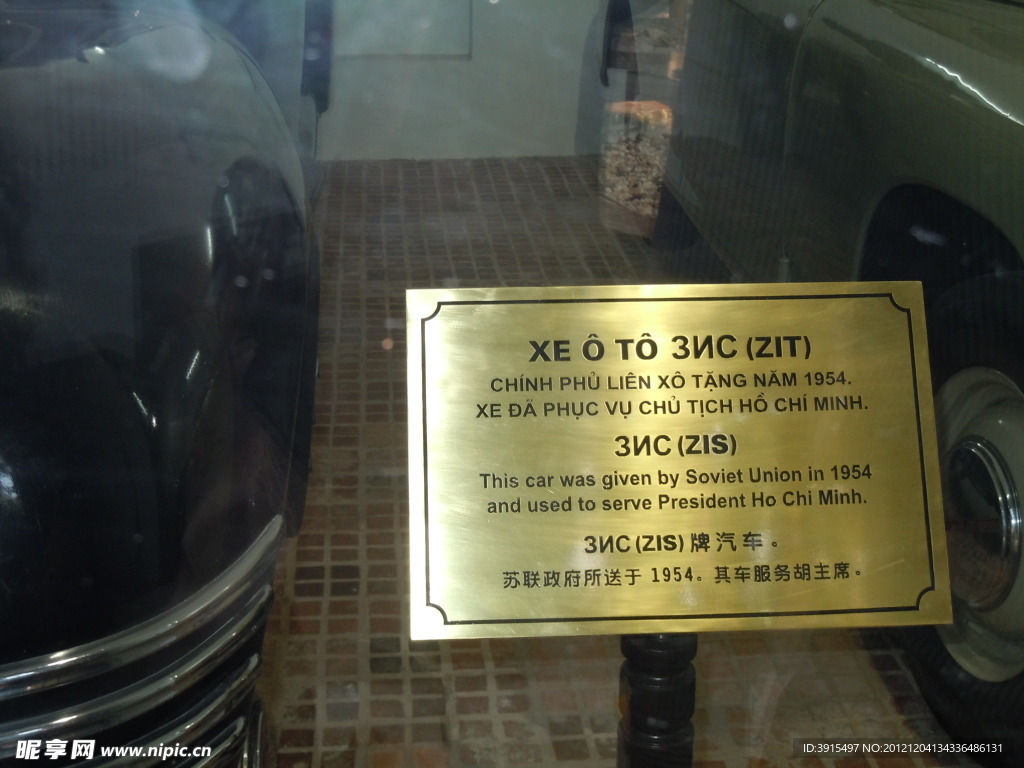 XE Ô TÔ ЗИС (ZIT)
CHÍNH PHỦ LIÊN XÔ TẶNG NĂM 1954.
XE ĐÃ PHỤC VỤ CHỦ TỊCH HỒ CHÍ MINH.
ЗИС (ZIS)
This car was given by Soviet Union in 1954
and used to serve President Ho Chi Minh.
ЗИС (ZIS) 牌汽车。
苏联政府所送于 1954。其车服务胡主席。
昵享网 www.nipic.cn
ID:3915497 NO:20121204134336486131